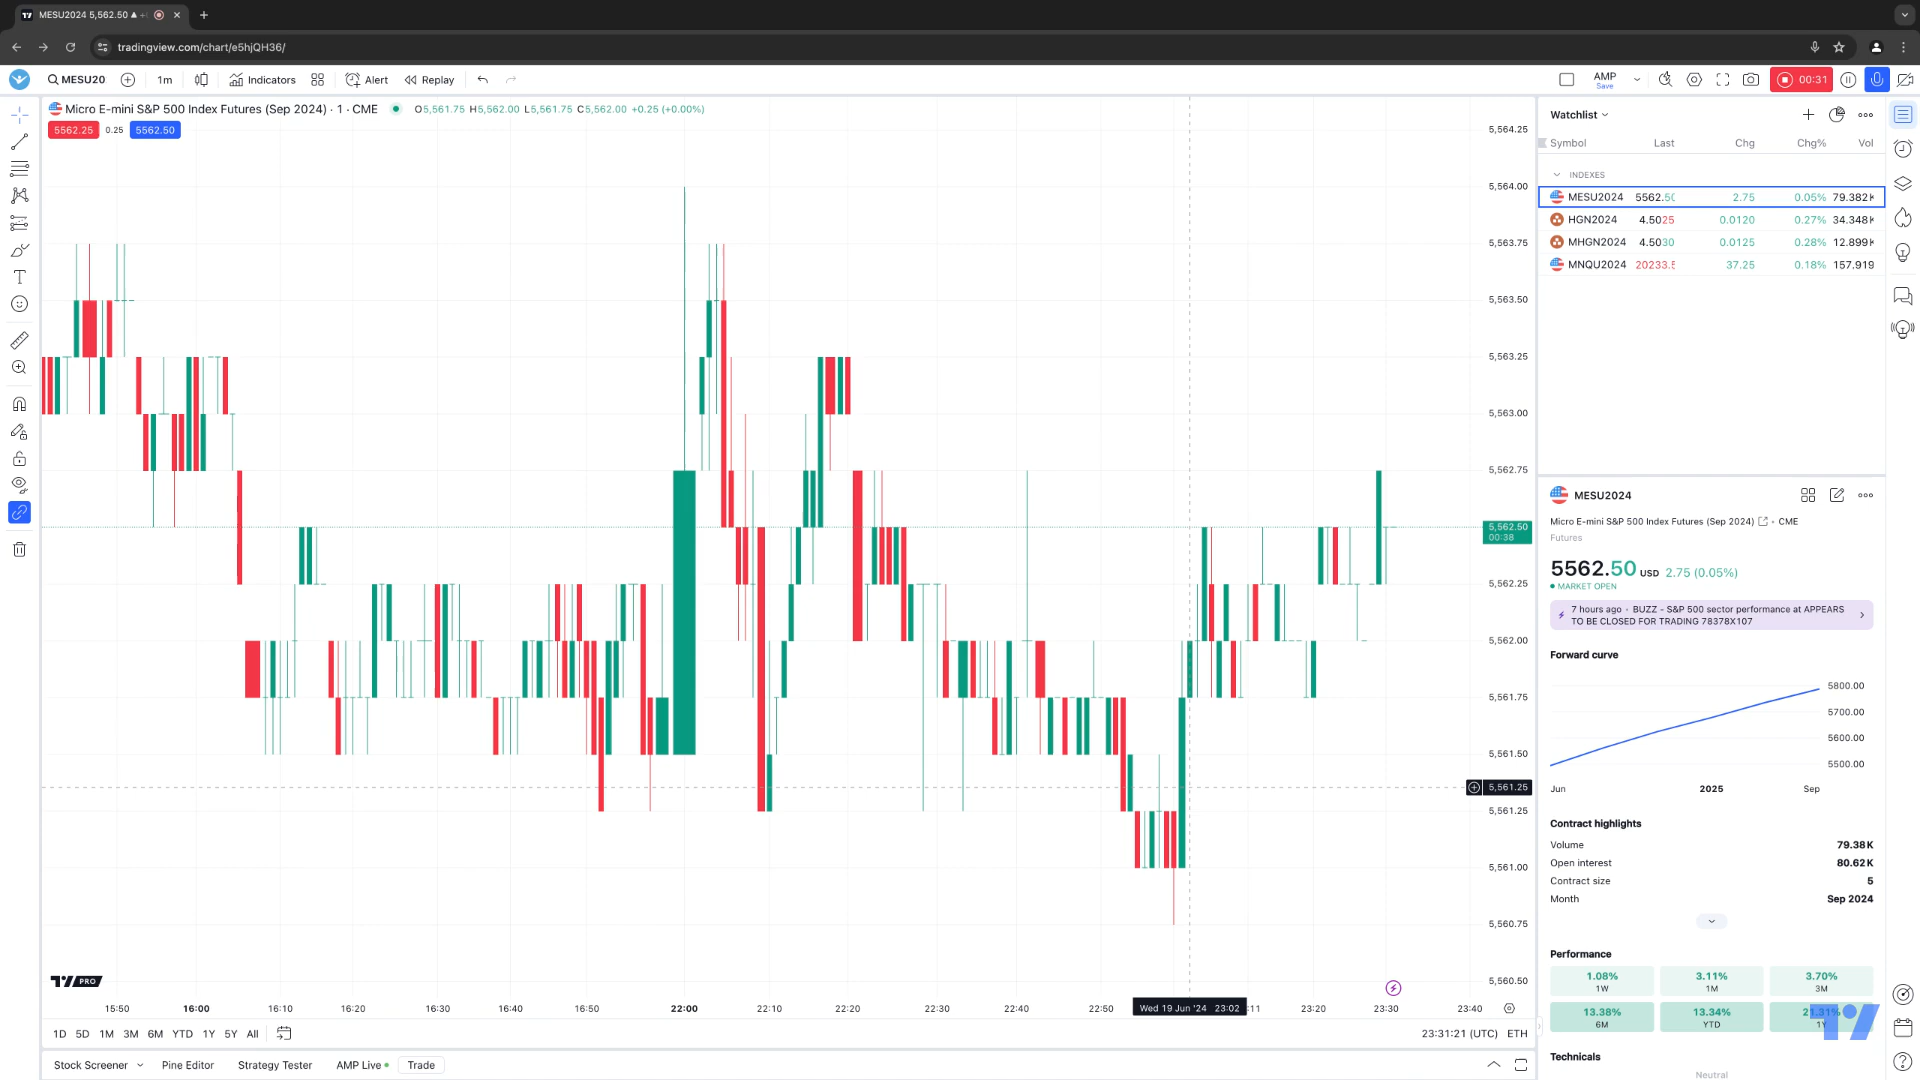 MESU2024 5,562.50 ▲ +
tradingview.com/chart/e5hjQH36/
MESU20
1m
Indicators
Alert
Replay
AMP
Save
00:31
Micro E-mini S&P 500 Index Futures (Sep 2024) · 1 · CME
O5,561.75 H5,562.00 L5,561.75 C5,562.00 +0.25 (+0.00%)
5562.25
0.25
5562.50
5,564.25
5,564.00
5,563.75
5,563.50
5,563.25
5,563.00
5,562.75
5,562.50
00:38
5,562.25
5,562.00
5,561.75
5,561.50
5,561.25
5,561.25
5,561.00
5,560.75
5,560.50
PRO
15:50
16:00
16:10
16:20
16:30
16:40
16:50
22:00
22:10
22:20
22:30
22:40
22:50
Wed 19 Jun '24 23:02
:11
23:20
23:30
23:40
1D
5D
1M
3M
6M
YTD
1Y
5Y
All
23:31:21 (UTC)
ETH
Stock Screener
Pine Editor
Strategy Tester
AMP Live
Trade
Watchlist
Symbol Last Chg Chg% Vol
INDEXES
MESU2024 5562.50 2.75 0.05% 79.382K
HGN2024 4.5025 0.0120 0.27% 34.348K
MHGN2024 4.5030 0.0125 0.28% 12.899K
MNQU2024 20233.5 37.25 0.18% 157.919
MESU2024
Micro E-mini S&P 500 Index Futures (Sep 2024) • CME
Futures
5562.50 USD 2.75 (0.05%)
MARKET OPEN
7 hours ago · BUZZ - S&P 500 sector performance at APPEARS
TO BE CLOSED FOR TRADING 78378X107
Forward curve
5800.00
5700.00
5600.00
5500.00
Jun 2025 Sep
Contract highlights
Volume 79.38K
Open interest 80.62K
Contract size 5
Month Sep 2024
Performance
1.08% 3.11% 3.70%
1W 1M 3M
13.38% 13.34% 21.31%
6M YTD 1Y
Technicals
Neutral